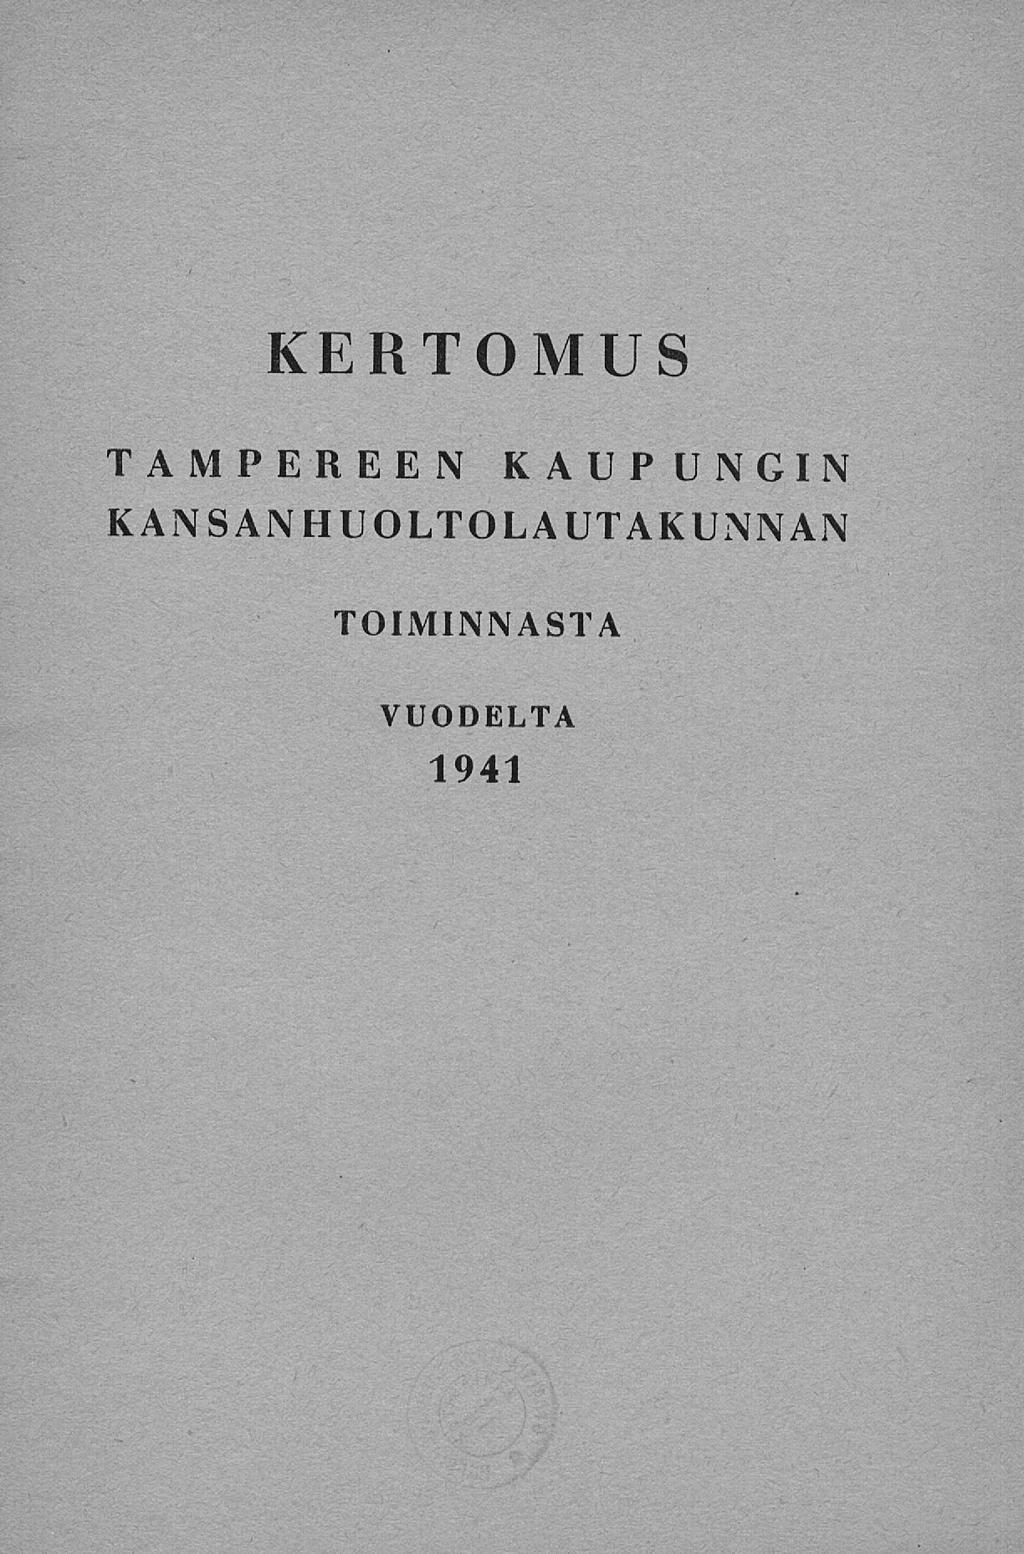 KERTOMUS
TAMPEREEN KAUPUNGIN
KANSANHUOLTOLAUTAKUNNAN
TOIMINNASTA
VUODELTA
1941